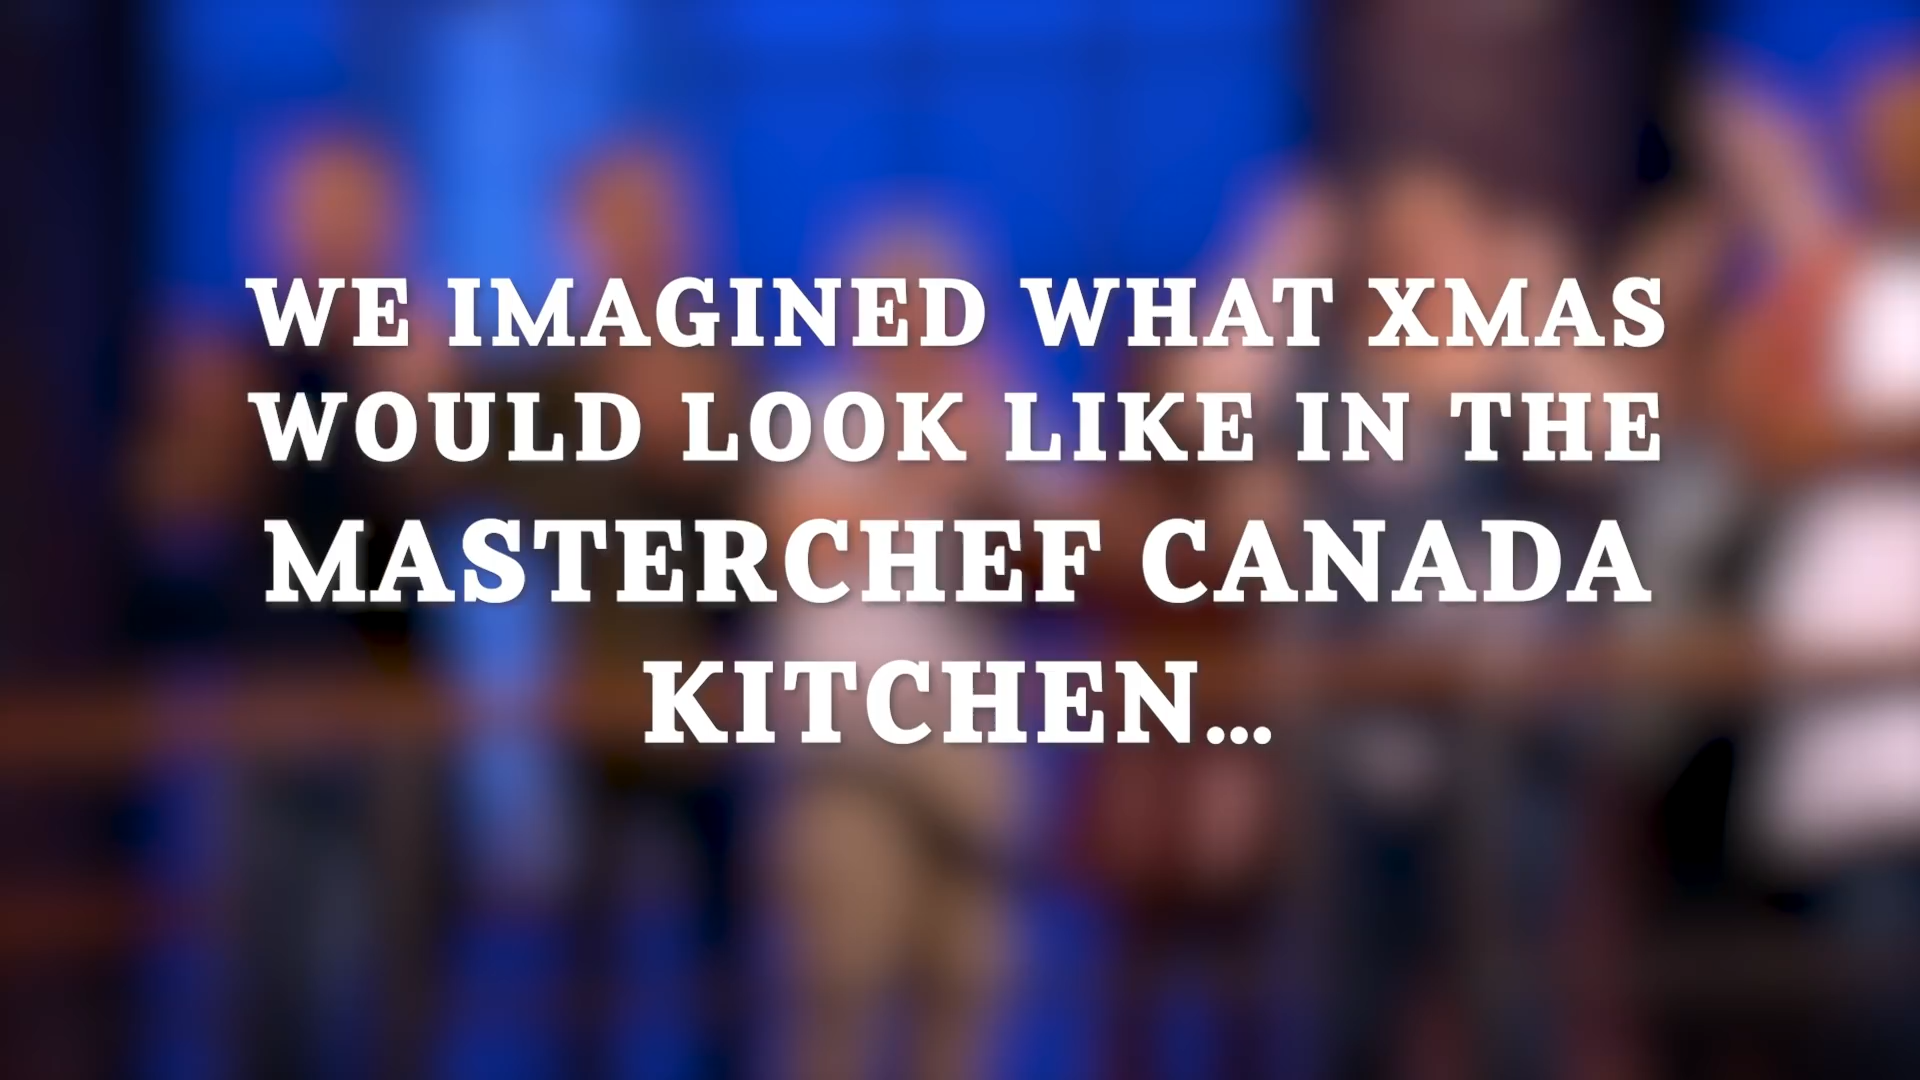 WE IMAGINED WHAT XMAS
WOULD LOOK LIKE IN THE
MASTERCHEF CANADA
KITCHEN...